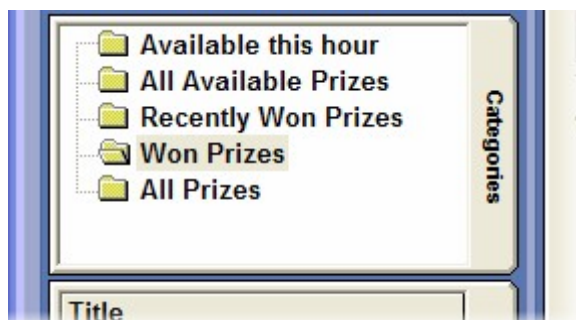 Available this hour
All Available Prizes
Recently Won Prizes
Won Prizes
All Prizes
Categories
Title